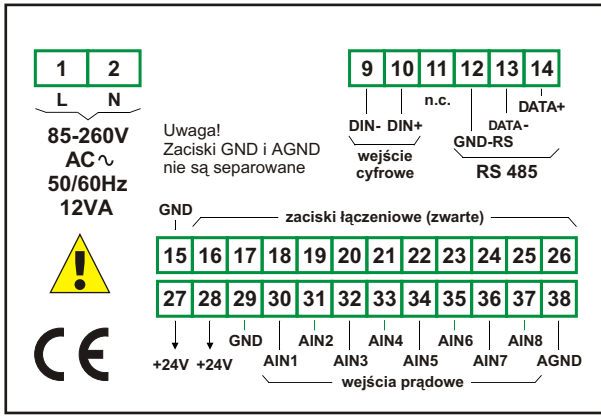 1 2
L N
85-260V
AC∿
50/60Hz
12VA
Uwaga!
Zaciski GND i AGND
nie są separowane
9 10 11 12 13 14
n.c.
DATA+
DIN- DIN+
DATA-
GND-RS
wejście
cyfrowe
RS 485
GND
zaciski łączeniowe (zwarte)
15 16 17 18 19 20 21 22 23 24 25 26
27 28 29 30 31 32 33 34 35 36 37 38
GND AIN2 AIN4 AIN6 AIN8
+24V +24V AIN1 AIN3 AIN5 AIN7 AGND
wejścia prądowe
!
CE